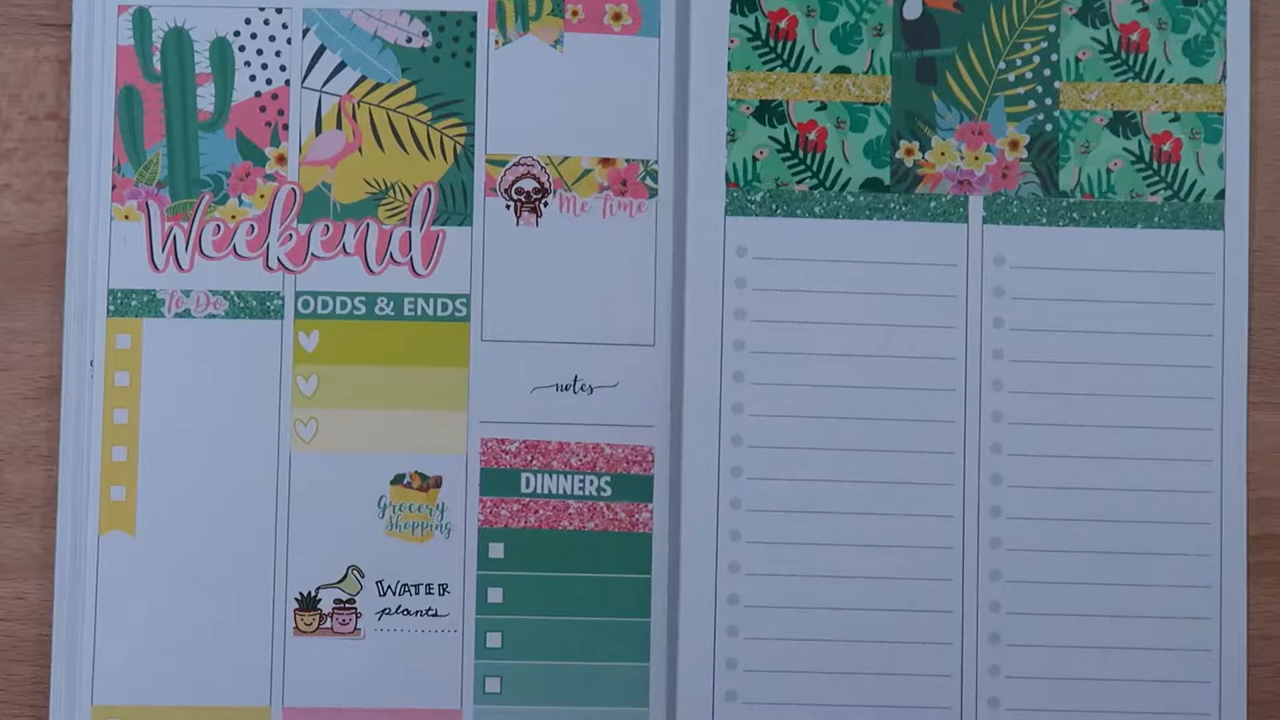 Weekend
To Do
ODDS & ENDS
Grocery
Shopping
WATER
plants
Me Time
notes
DINNERS